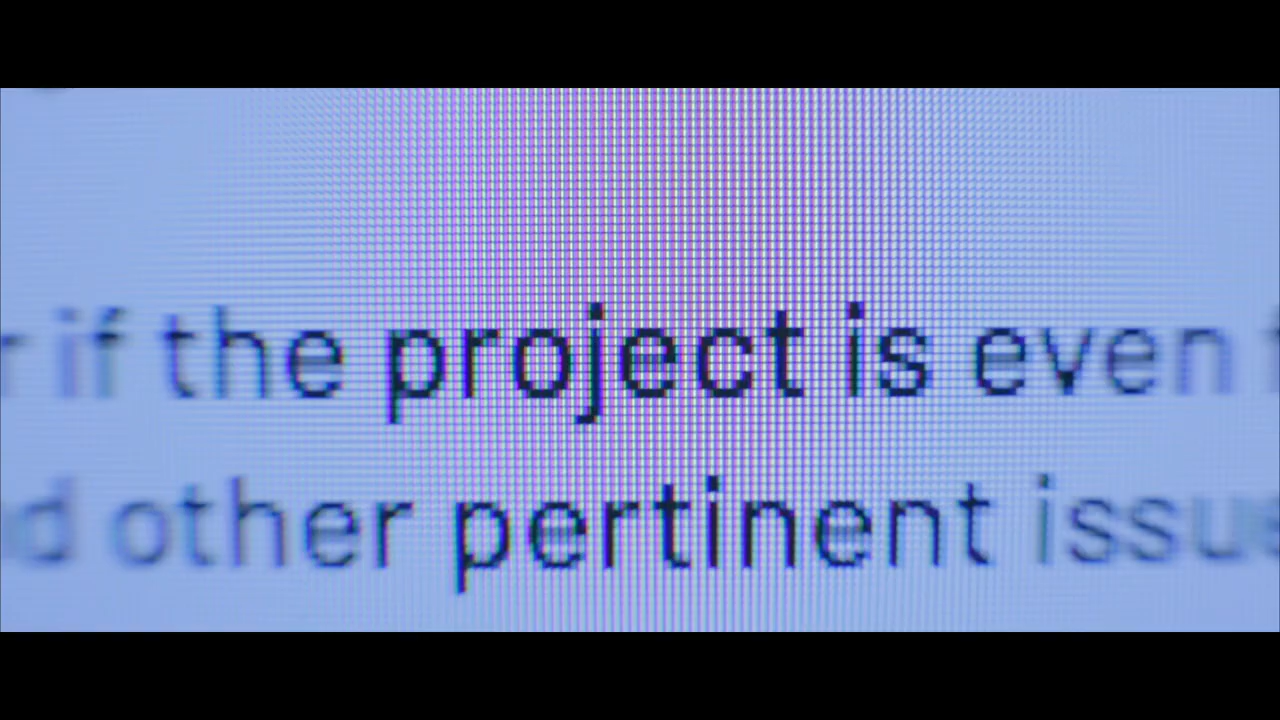 if the project is even
other pertinent